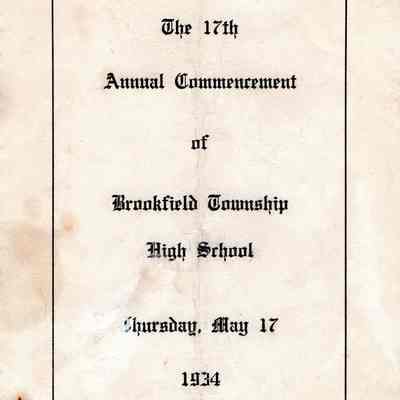 The 17th
Annual Commencement
of
Brookfield Township
High School
Thursday, May 17
1934